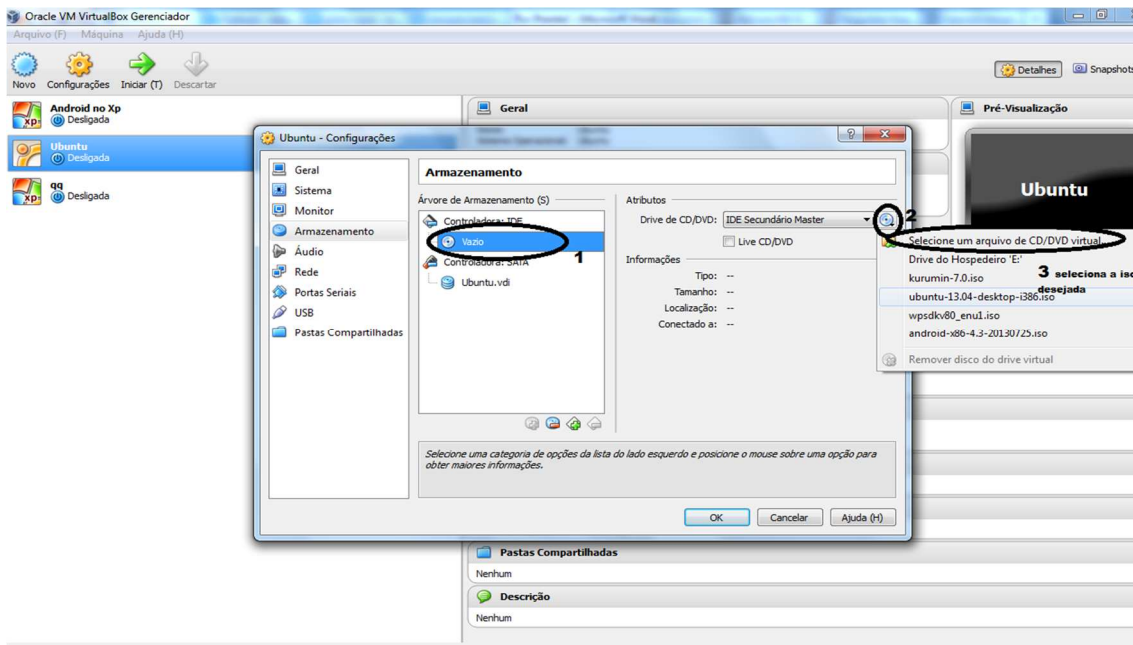 Oracle VM VirtualBox Gerenciador
Arquivo (F) Máquina Ajuda (H)
Novo Configurações Iniciar (T) Descartar
Detalhes Snapshots
Android no Xp
Desligada
Ubuntu
Desligada
qq
Desligada
Geral
Pré-Visualização
Ubuntu
Ubuntu - Configurações
Geral
Sistema
Monitor
Armazenamento
Áudio
Rede
Portas Seriais
USB
Pastas Compartilhadas
Armazenamento
Árvore de Armazenamento (S)
Controladora: IDE
Vazio
1
Controladora: SATA
Ubuntu.vdi
Atributos
Drive de CD/DVD: IDE Secundário Master
2
Live CD/DVD
Informações
Tipo: --
Tamanho: --
Localização: --
Conectado a: --
Selecione um arquivo de CD/DVD virtual...
Drive do Hospedeiro 'E:'
3 seleciona a iso
desejada
kurumin-7.0.iso
ubuntu-13.04-desktop-i386.iso
wpsdkv80_enu1.iso
android-x86-4.3-20130725.iso
Remover disco do drive virtual
Selecione uma categoria de opções da lista do lado esquerdo e posicione o mouse sobre uma opção para
obter maiores informações.
OK Cancelar Ajuda (H)
Pastas Compartilhadas
Nenhum
Descrição
Nenhum